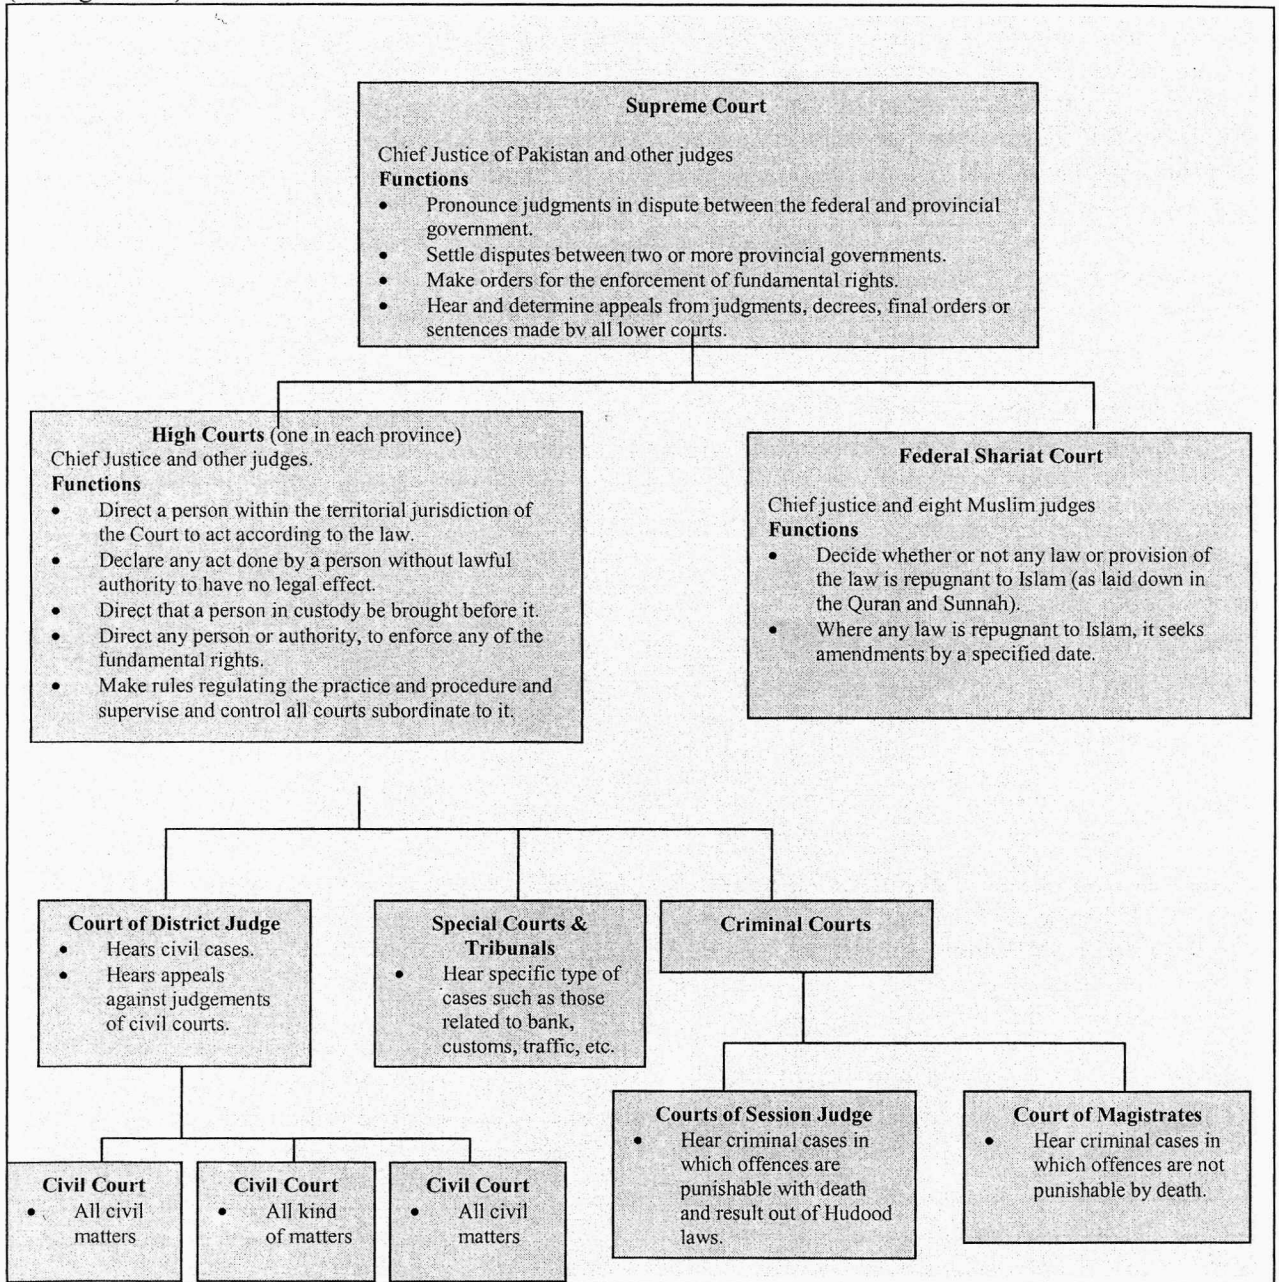 Supreme Court
Chief Justice of Pakistan and other judges
Functions
• Pronounce judgments in dispute between the federal and provincial
government.
• Settle disputes between two or more provincial governments.
• Make orders for the enforcement of fundamental rights.
• Hear and determine appeals from judgments, decrees, final orders or
sentences made by all lower courts.
High Courts (one in each province)
Chief Justice and other judges.
Functions
• Direct a person within the territorial jurisdiction of
the Court to act according to the law.
• Declare any act done by a person without lawful
authority to have no legal effect.
• Direct that a person in custody be brought before it.
• Direct any person or authority, to enforce any of the
fundamental rights.
• Make rules regulating the practice and procedure and
supervise and control all courts subordinate to it.
Federal Shariat Court
Chief justice and eight Muslim judges
Functions
• Decide whether or not any law or provision of
the law is repugnant to Islam (as laid down in
the Quran and Sunnah).
• Where any law is repugnant to Islam, it seeks
amendments by a specified date.
Court of District Judge
• Hears civil cases.
• Hears appeals
against judgements
of civil courts.
Special Courts &
Tribunals
• Hear specific type of
cases such as those
related to bank,
customs, traffic, etc.
Criminal Courts
Courts of Session Judge
• Hear criminal cases in
which offences are
punishable with death
and result out of Hudood
laws.
Court of Magistrates
• Hear criminal cases in
which offences are not
punishable by death.
Civil Court
• All civil
matters
Civil Court
• All kind
of matters
Civil Court
• All civil
matters